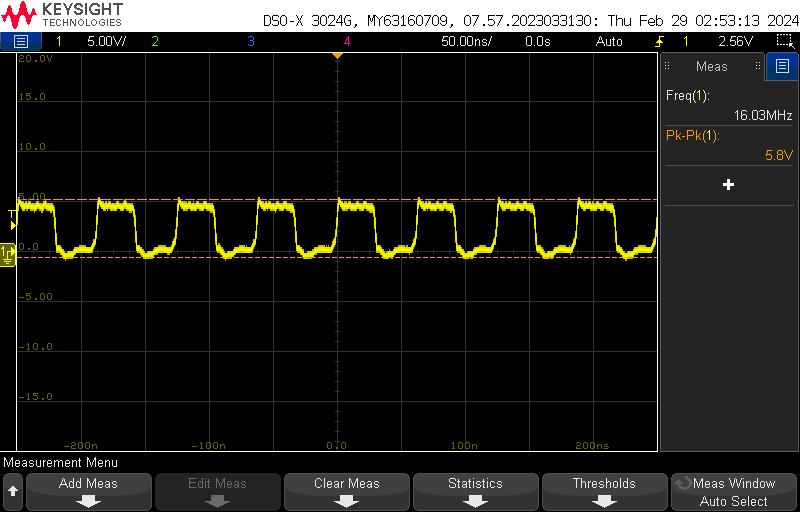 KEYSIGHT
TECHNOLOGIES
DSO-X 3024G, MY63160709, 07.57.2023033130: Thu Feb 29 02:53:13 2024
1 5.00V/ 2 3 4 50.00ns/ 0.0s Auto 1 2.56V
20.0V
15.0
10.0
5.00
T
1
0.0
-5.00
-10.0
-15.0
-200n -100n 0.0 100n 200ns
Meas
Freq(1):
16.03MHz
Pk-Pk(1):
5.8V
Measurement Menu
Add Meas
Edit Meas
Clear Meas
Statistics
Thresholds
Meas Window
Auto Select